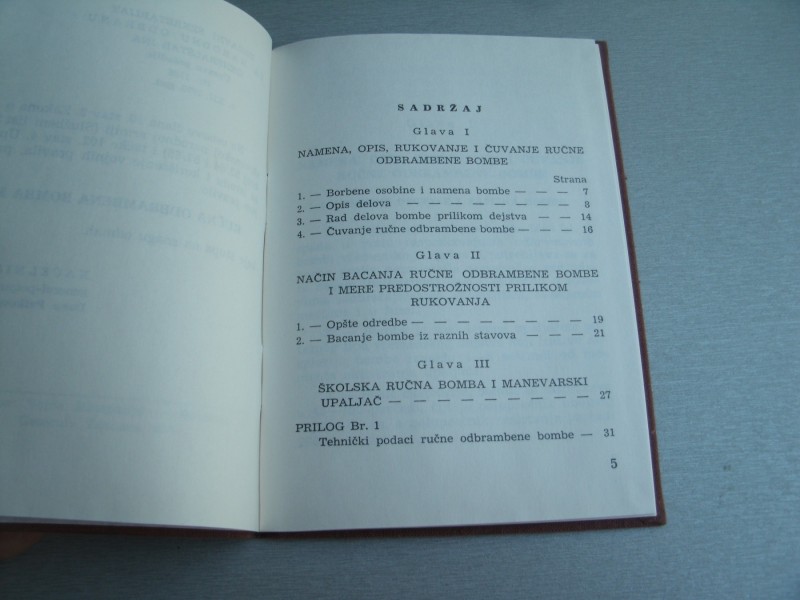 SADRŽAJ
Glava I
NAMENA, OPIS, RUKOVANJE I ČUVANJE RUČNE
ODBRAMBENE BOMBE
Strana
1. — Borbene osobine i namena bombe — — — 7
2. — Opis delova — — — — — — — — 8
3. — Rad delova bombe prilikom dejstva — — 14
4. — Čuvanje ručne odbrambene bombe — — — 16
Glava II
NAČIN BACANJA RUČNE ODBRAMBENE BOMBE
I MERE PREDOSTROŽNOSTI PRILIKOM
RUKOVANJA
1. — Opšte odredbe — — — — — — — — 19
2. — Bacanje bombe iz raznih stavova — — — 21
Glava III
ŠKOLSKA RUČNA BOMBA I MANEVARSKI
UPALJAČ — — — — — — — — — 27
PRILOG Br. 1
Tehnički podaci ručne odbrambene bombe — 31
5